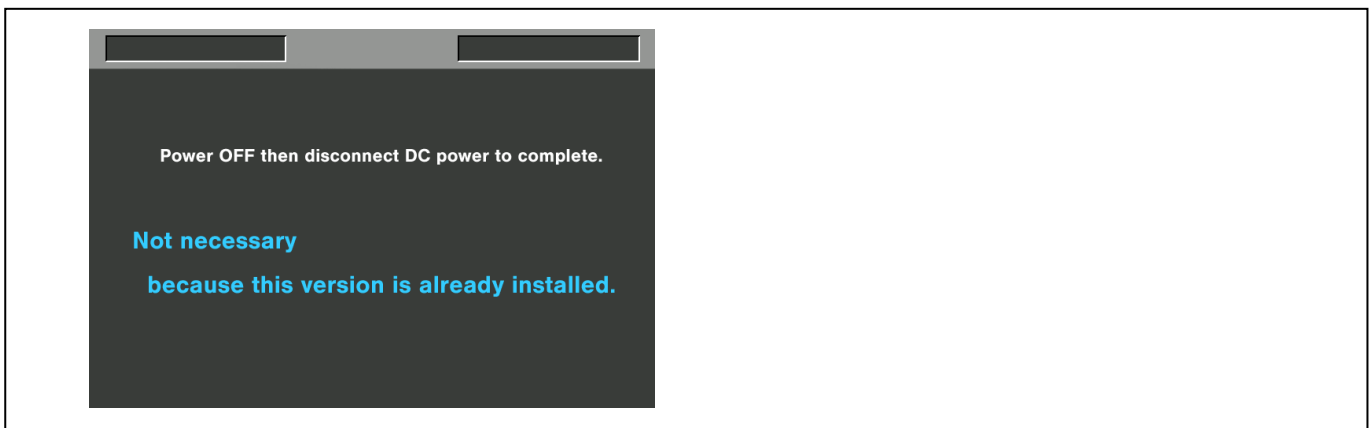 Power OFF then disconnect DC power to complete.
Not necessary
because this version is already installed.